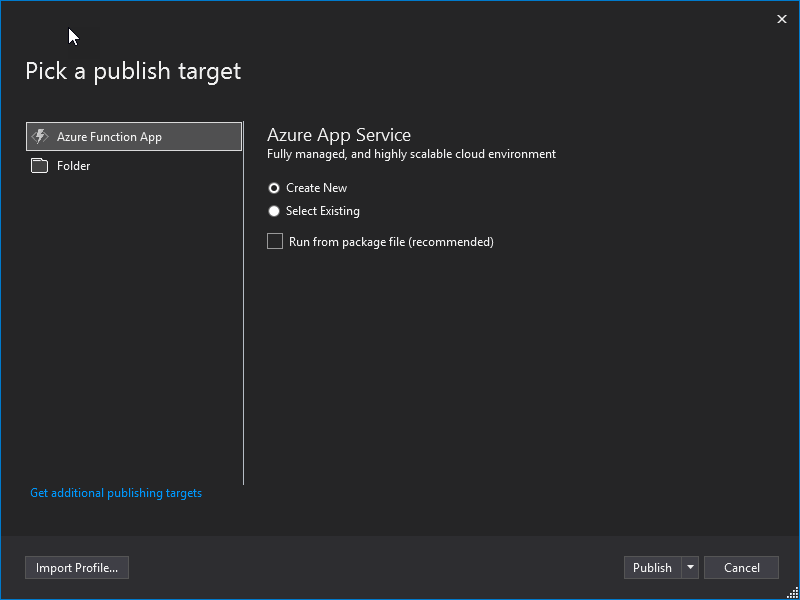 Pick a publish target
Azure Function App
Folder
Get additional publishing targets
Azure App Service
Fully managed, and highly scalable cloud environment
Create New
Select Existing
Run from package file (recommended)
Import Profile...
Publish
Cancel